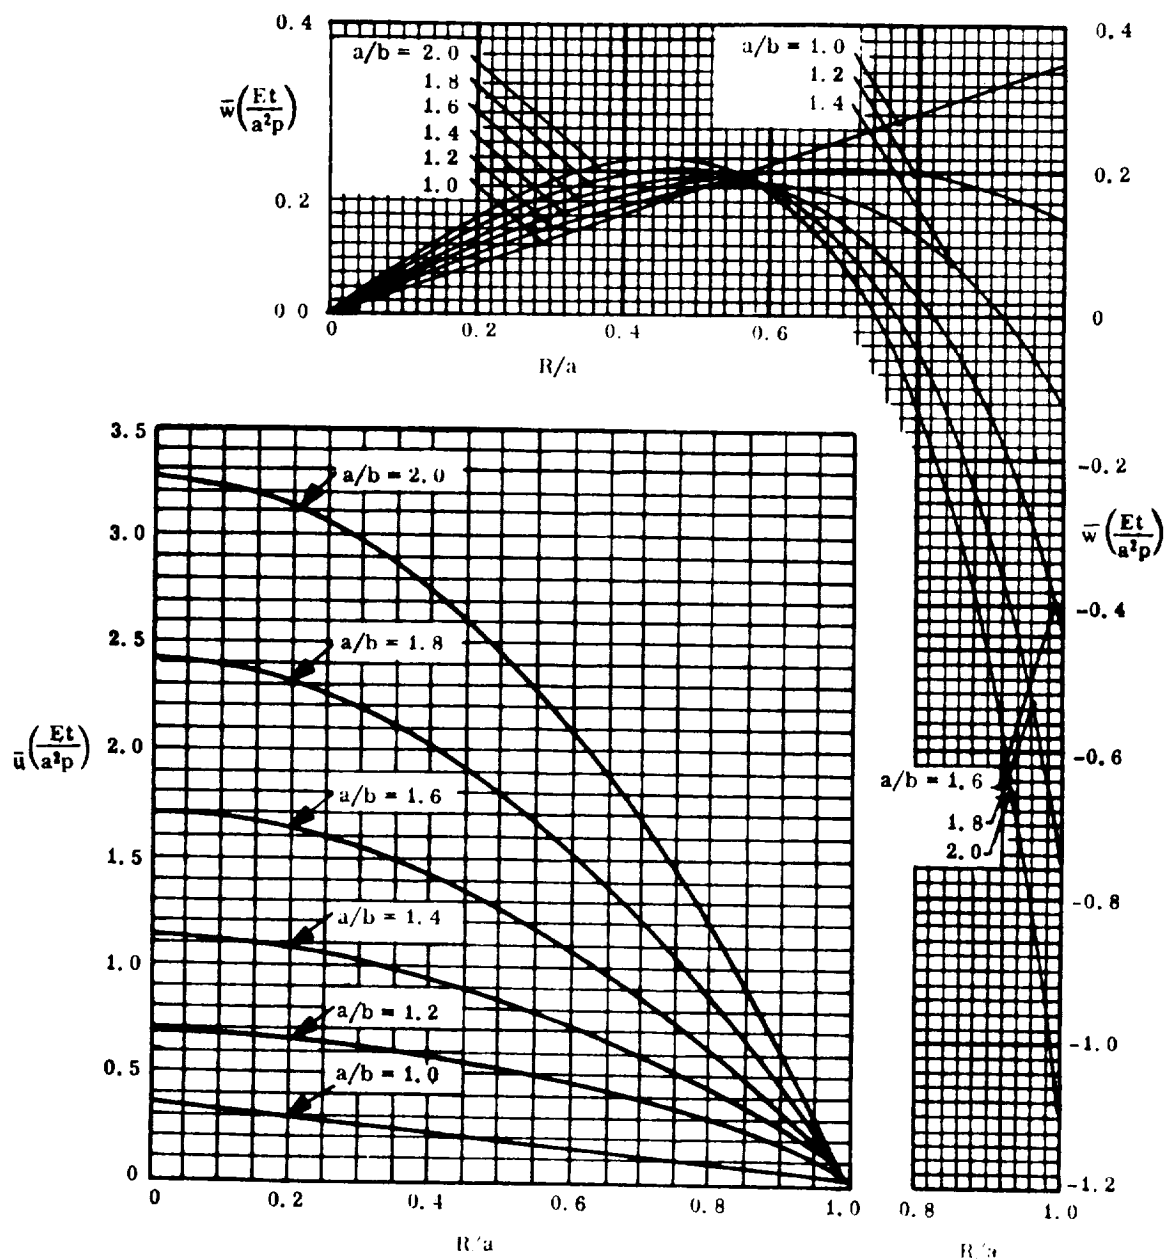 0.4
a/b = 2.0
1.8
1.6
1.4
1.2
1.0
w̄(Et/a²p)
0.2
0.0
a/b = 1.0
1.2
1.4
0.4
0.2
0
-0.2
w̄(Et/a²p)
-0.4
-0.6
-0.8
-1.0
-1.2
0
0.2
0.4
0.6
R/a
a/b = 1.6
1.8
2.0
0.8
1.0
R/a
3.5
3.0
2.5
2.0
1.5
1.0
0.5
0
ū(Et/a²p)
a/b = 2.0
a/b = 1.8
a/b = 1.6
a/b = 1.4
a/b = 1.2
a/b = 1.0
0
0.2
0.4
0.6
0.8
1.0
R/a